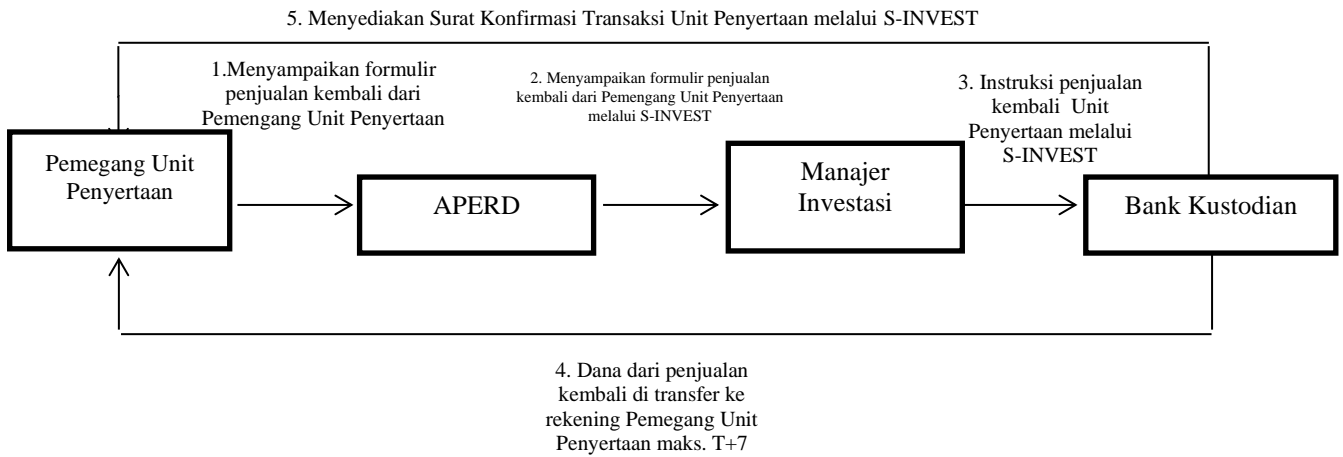 5. Menyediakan Surat Konfirmasi Transaksi Unit Penyertaan melalui S-INVEST
1.Menyampaikan formulir
penjualan kembali dari
Pemengang Unit Penyertaan
2. Menyampaikan formulir penjualan
kembali dari Pemengang Unit Penyertaan
melalui S-INVEST
3. Instruksi penjualan
kembali Unit
Penyertaan melalui
S-INVEST
Pemegang Unit
Penyertaan
APERD
Manajer
Investasi
Bank Kustodian
4. Dana dari penjualan
kembali di transfer ke
rekening Pemegang Unit
Penyertaan maks. T+7